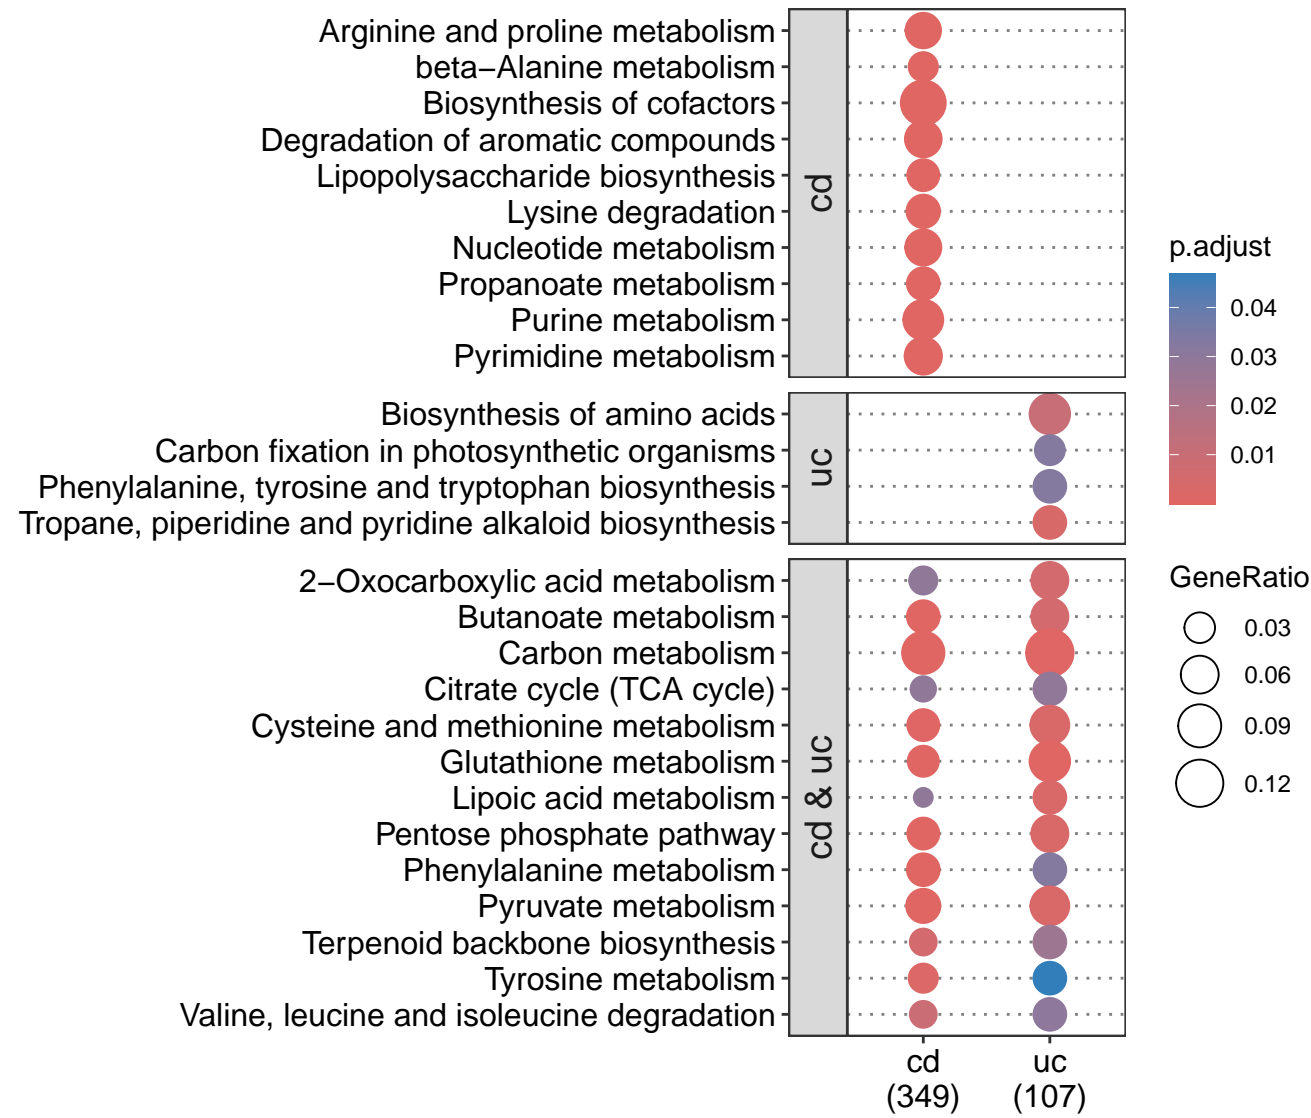 Arginine and proline metabolism
beta−Alanine metabolism
Biosynthesis of cofactors
Degradation of aromatic compounds
Lipopolysaccharide biosynthesis
Lysine degradation
Nucleotide metabolism
Propanoate metabolism
Purine metabolism
Pyrimidine metabolism
cd
Biosynthesis of amino acids
Carbon fixation in photosynthetic organisms
Phenylalanine, tyrosine and tryptophan biosynthesis
Tropane, piperidine and pyridine alkaloid biosynthesis
uc
2−Oxocarboxylic acid metabolism
Butanoate metabolism
Carbon metabolism
Citrate cycle (TCA cycle)
Cysteine and methionine metabolism
Glutathione metabolism
Lipoic acid metabolism
Pentose phosphate pathway
Phenylalanine metabolism
Pyruvate metabolism
Terpenoid backbone biosynthesis
Tyrosine metabolism
Valine, leucine and isoleucine degradation
cd & uc
cd
(349)
uc
(107)
p.adjust
0.04
0.03
0.02
0.01
GeneRatio
0.03
0.06
0.09
0.12